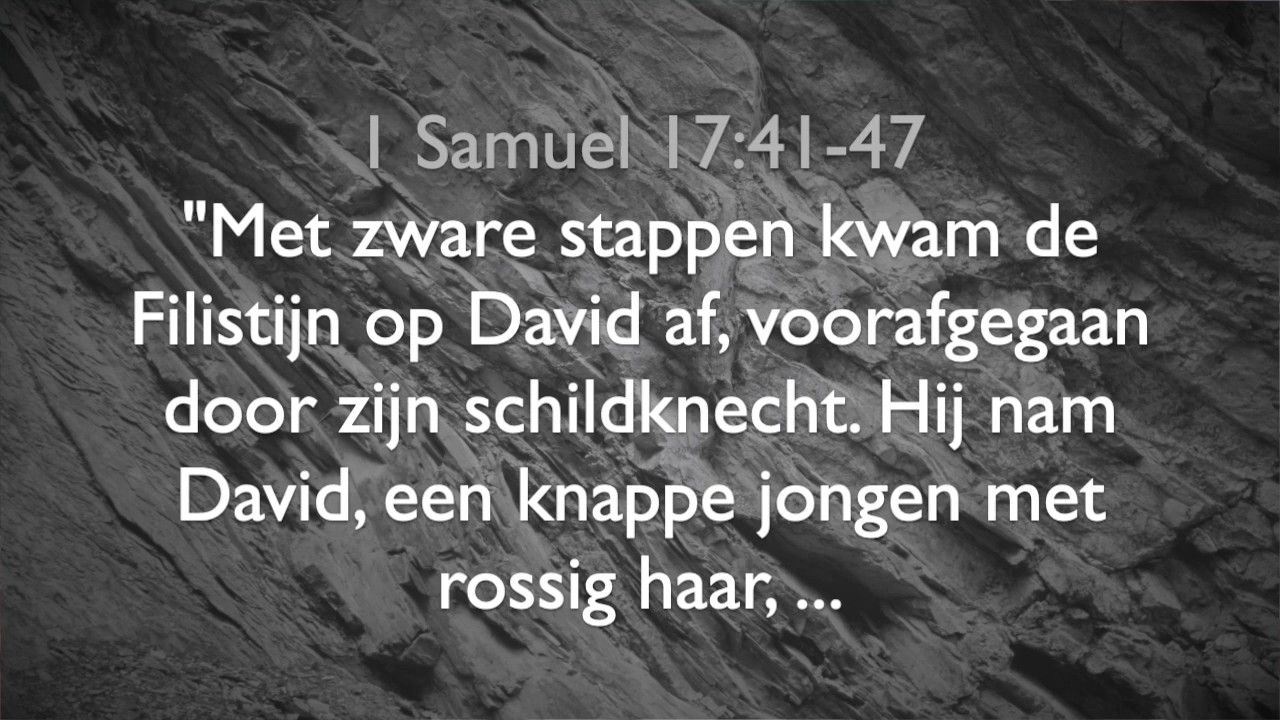 1 Samuel 17:41-47
"Met zware stappen kwam de
Filistijn op David af, voorafgegaan
door zijn schildknecht. Hij nam
David, een knappe jongen met
rossig haar, ...